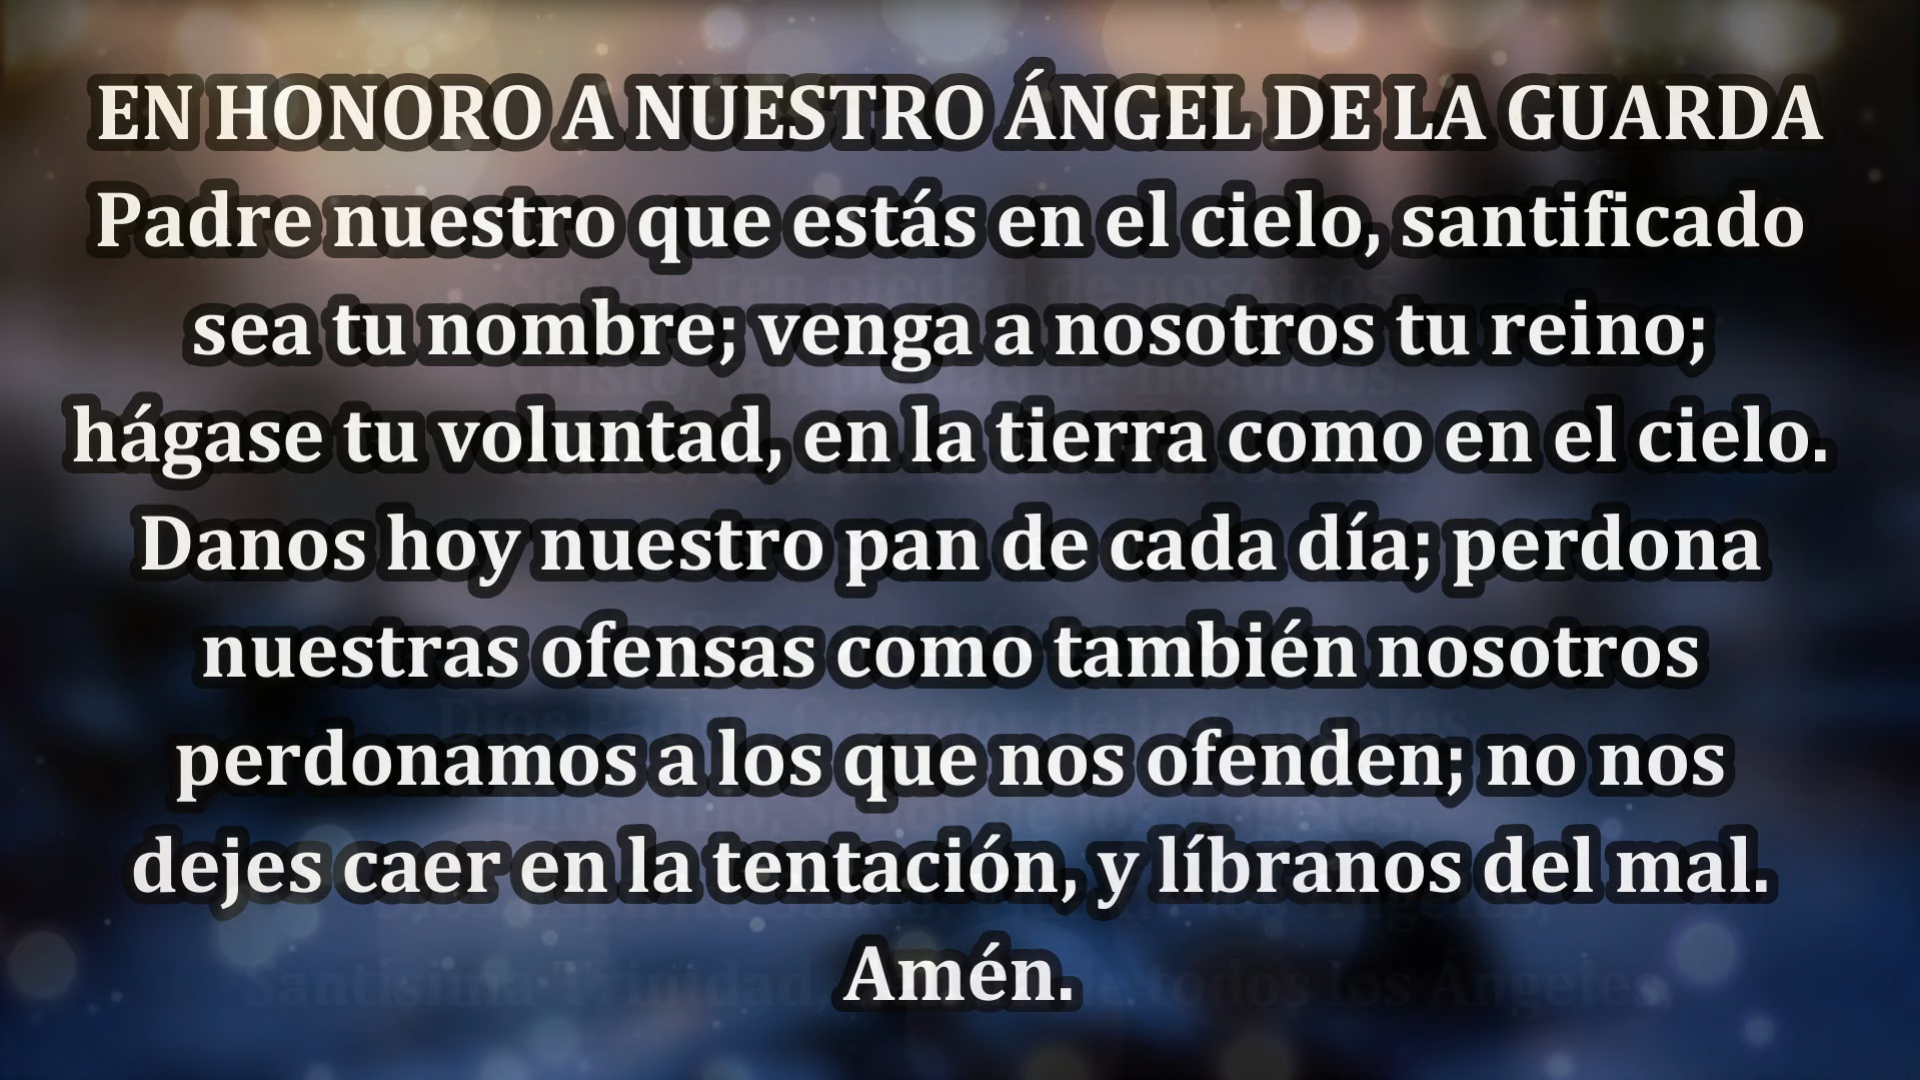 EN HONORO A NUESTRO ÁNGEL DE LA GUARDA
Padre nuestro que estás en el cielo, santificado
sea tu nombre; venga a nosotros tu reino;
hágase tu voluntad, en la tierra como en el cielo.
Danos hoy nuestro pan de cada día; perdona
nuestras ofensas como también nosotros
perdonamos a los que nos ofenden; no nos
dejes caer en la tentación, y líbranos del mal.
Amén.